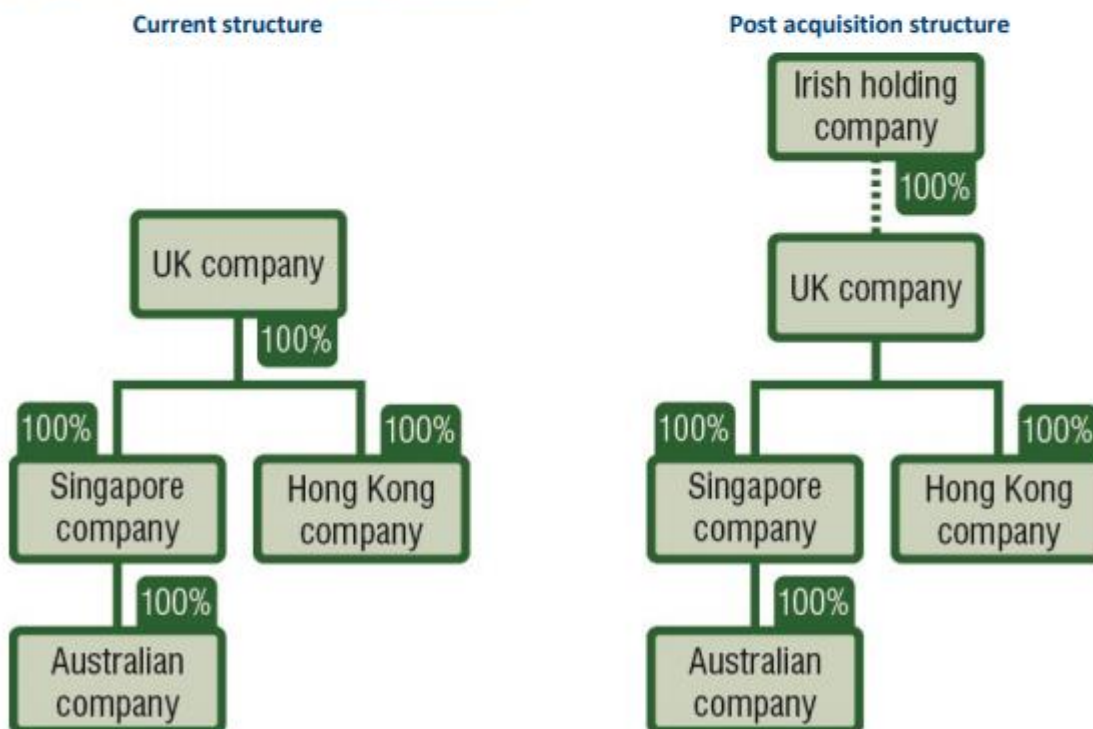 Current structure
UK company
100%
100%
100%
Singapore
company
Hong Kong
company
100%
Australian
company
Post acquisition structure
Irish holding
company
100%
UK company
100%
100%
Singapore
company
Hong Kong
company
100%
Australian
company